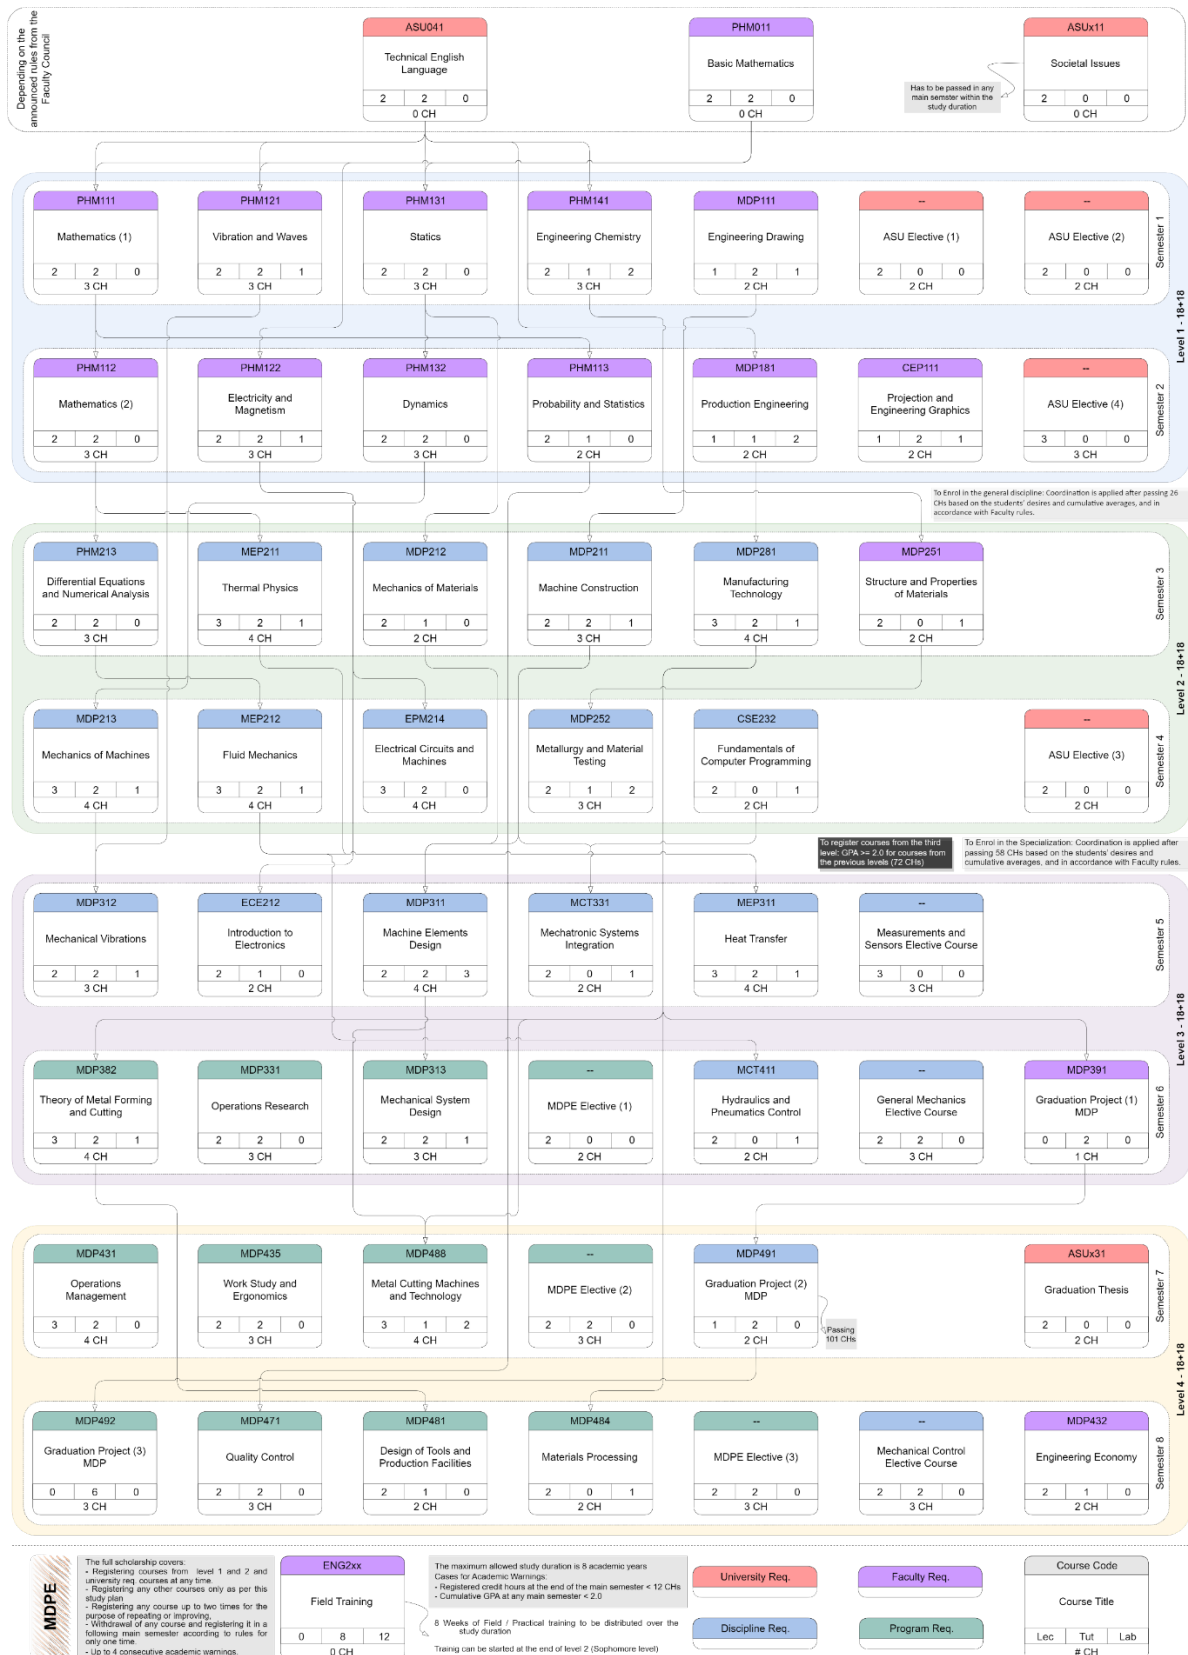 Depending on the
announced rules from the
Faculty Council
ASU041
Technical English
Language
2 2 0
0 CH
PHM011
Basic Mathematics
2 2 0
0 CH
ASUx11
Societal Issues
2 0 0
0 CH
Has to be passed in any
main semster within the
study duration
PHM111
Mathematics (1)
2 2 0
3 CH
PHM121
Vibration and Waves
2 2 1
3 CH
PHM131
Statics
2 2 0
3 CH
PHM141
Engineering Chemistry
2 1 2
3 CH
MDP111
Engineering Drawing
1 2 1
2 CH
--
ASU Elective (1)
2 0 0
2 CH
--
ASU Elective (2)
2 0 0
2 CH
Semester 1
Level 1 - 18+18
PHM112
Mathematics (2)
2 2 0
3 CH
PHM122
Electricity and
Magnetism
2 2 1
3 CH
PHM132
Dynamics
2 2 0
3 CH
PHM113
Probability and Statistics
2 1 0
2 CH
MDP181
Production Engineering
1 1 2
2 CH
CEP111
Projection and
Engineering Graphics
1 2 1
2 CH
--
ASU Elective (4)
3 0 0
3 CH
Semester 2
To Enrol in the general discipline: Coordination is applied after passing 26
CHs based on the students' desires and cumulative averages, and in
accordance with Faculty rules.
PHM213
Differential Equations
and Numerical Analysis
2 2 0
3 CH
MEP211
Thermal Physics
3 2 1
4 CH
MDP212
Mechanics of Materials
2 1 0
2 CH
MDP211
Machine Construction
2 2 1
3 CH
MDP281
Manufacturing
Technology
3 2 1
4 CH
MDP251
Structure and Properties
of Materials
2 0 1
2 CH
Semester 3
Level 2 - 18+18
MDP213
Mechanics of Machines
3 2 1
4 CH
MEP212
Fluid Mechanics
3 2 1
4 CH
EPM214
Electrical Circuits and
Machines
3 2 0
4 CH
MDP252
Metallurgy and Material
Testing
2 1 2
3 CH
CSE232
Fundamentals of
Computer Programming
2 0 1
2 CH
--
ASU Elective (3)
2 0 0
2 CH
Semester 4
To register courses from the third
level: GPA >= 2.0 for courses from
the previous levels (72 CHs)
To Enrol in the Specialization: Coordination is applied after
passing 58 CHs based on the students' desires and
cumulative averages, and in accordance with Faculty rules.
MDP312
Mechanical Vibrations
2 2 1
3 CH
ECE212
Introduction to
Electronics
2 1 0
2 CH
MDP311
Machine Elements
Design
2 2 3
4 CH
MCT331
Mechatronic Systems
Integration
2 0 1
2 CH
MEP311
Heat Transfer
3 2 1
4 CH
--
Measurements and
Sensors Elective Course
3 0 0
3 CH
Semester 5
Level 3 - 18+18
MDP382
Theory of Metal Forming
and Cutting
3 2 1
4 CH
MDP331
Operations Research
2 2 0
3 CH
MDP313
Mechanical System
Design
2 2 1
3 CH
--
MDPE Elective (1)
2 0 0
2 CH
MCT411
Hydraulics and
Pneumatics Control
2 0 1
2 CH
--
General Mechanics
Elective Course
2 2 0
3 CH
MDP391
Graduation Project (1)
MDP
0 2 0
1 CH
Semester 6
MDP431
Operations
Management
3 2 0
4 CH
MDP435
Work Study and
Ergonomics
2 2 0
3 CH
MDP488
Metal Cutting Machines
and Technology
3 1 2
4 CH
--
MDPE Elective (2)
2 2 0
3 CH
MDP491
Graduation Project (2)
MDP
1 2 0
2 CH
Passing
101 CHs
ASUx31
Graduation Thesis
2 0 0
2 CH
Semester 7
Level 4 - 18+18
MDP492
Graduation Project (3)
MDP
0 6 0
3 CH
MDP471
Quality Control
2 2 0
3 CH
MDP481
Design of Tools and
Production Facilities
2 1 0
2 CH
MDP484
Materials Processing
2 0 1
2 CH
--
MDPE Elective (3)
2 2 0
3 CH
--
Mechanical Control
Elective Course
2 2 0
3 CH
MDP432
Engineering Economy
2 1 0
2 CH
Semester 8
MDPE
The full scholarship covers:
- Registering courses from level 1 and 2 and
university req. courses at any time.
- Registering any other courses only as per this
study plan
- Registering any course up to two times for the
purpose of repeating or improving,
- Withdrawal of any course and registering it in a
following main semester according to rules for
only one time.
- Up to 4 consecutive academic warnings.
ENG2xx
Field Training
0 8 12
0 CH
The maximum allowed study duration is 8 academic years
Cases for Academic Warnings:
- Registered credit hours at the end of the main semester < 12 CHs
- Cumulative GPA at any main semester < 2.0
8 Weeks of Field / Practical training to be distributed over the
study duration
Trainig can be started at the end of level 2 (Sophomore level)
University Req.
Faculty Req.
Discipline Req.
Program Req.
Course Code
Course Title
Lec Tut Lab
# CH